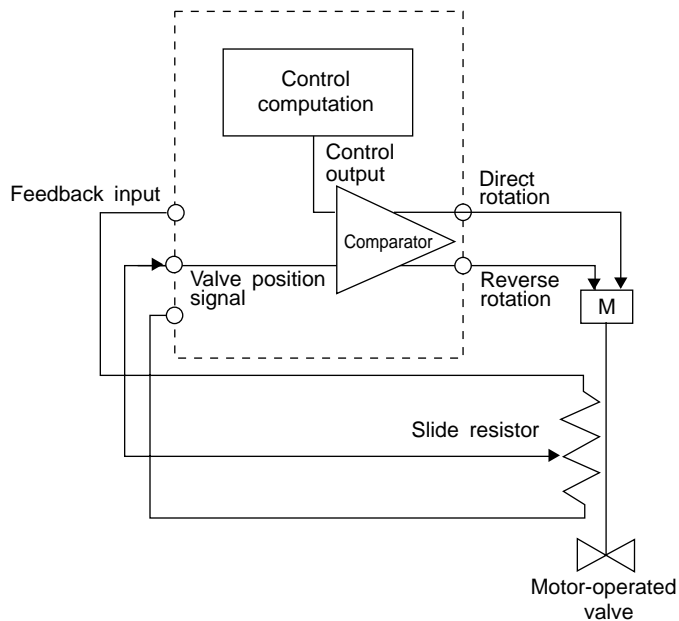 Control
computation
Control
output
Feedback input
Direct
rotation
Comparator
Valve position
signal
Reverse
rotation
M
Slide resistor
Motor-operated
valve